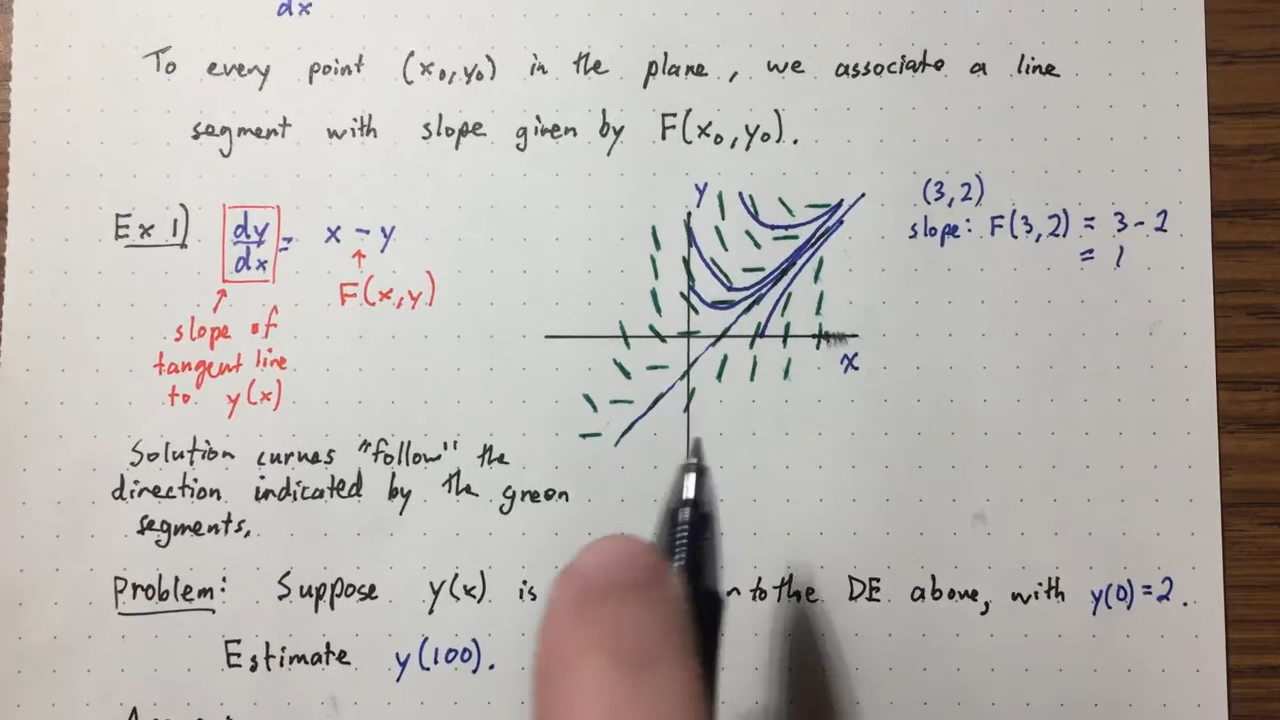 dx
To every point (x₀,y₀) in the plane, we associate a line
segment with slope given by F(x₀,y₀).
Ex 1) dy/dx = x - y
F(x,y)
slope of
tangent line
to y(x)
y
x
(3,2)
slope: F(3,2) = 3-2
= 1
Solution curves "follow" the
direction indicated by the green
segments.
Problem: Suppose y(x) is to the DE above, with y(0)=2.
Estimate y(100).